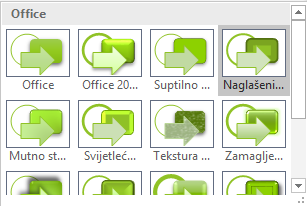 Office
Office
Office 20...
Suptilno ...
Naglašeni...
Mutno st...
Svijetleć...
Tekstura ...
Zamaglje...